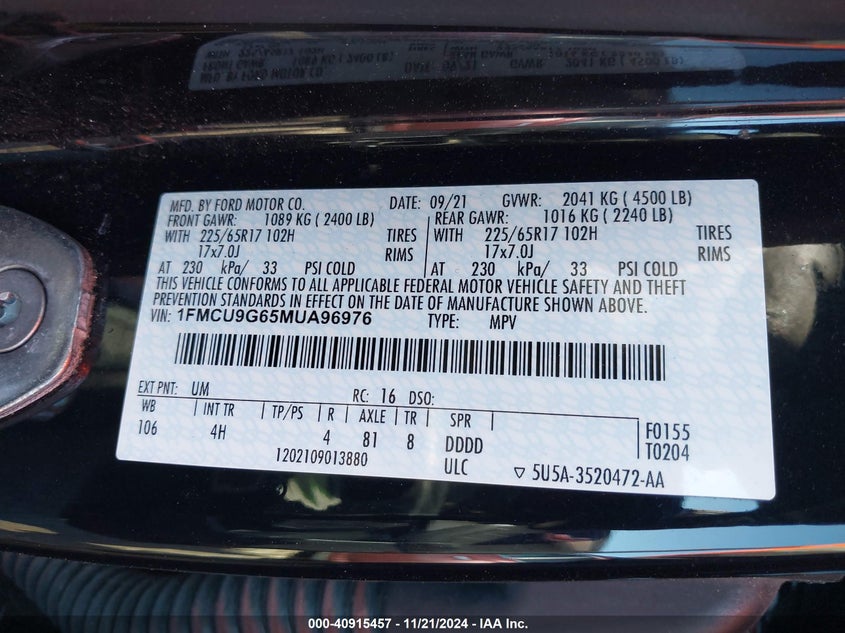 MFD. BY FORD MOTOR CO. DATE: 09/21 GVWR: 2041 KG ( 4500 LB)
FRONT GAWR: 1089 KG ( 2400 LB) REAR GAWR: 1016 KG ( 2240 LB)
WITH 225/65R17 102H TIRES WITH 225/65R17 102H TIRES
17x7.0J RIMS 17x7.0J RIMS
AT 230 kPa/ 33 PSI COLD AT 230 kPa/ 33 PSI COLD
THIS VEHICLE CONFORMS TO ALL APPLICABLE FEDERAL MOTOR VEHICLE SAFETY AND THEFT
PREVENTION STANDARDS IN EFFECT ON THE DATE OF MANUFACTURE SHOWN ABOVE.
VIN: 1FMCU9G65MUA96976 TYPE: MPV
EXT PNT: UM RC: 16 DSO:
WB INT TR TP/PS R AXLE TR SPR F0155
106 4H 4 81 8 DDDD T0204
1202109013880 ULC ▽ 5U5A-3520472-AA
000-40915457 - 11/21/2024 - IAA Inc.